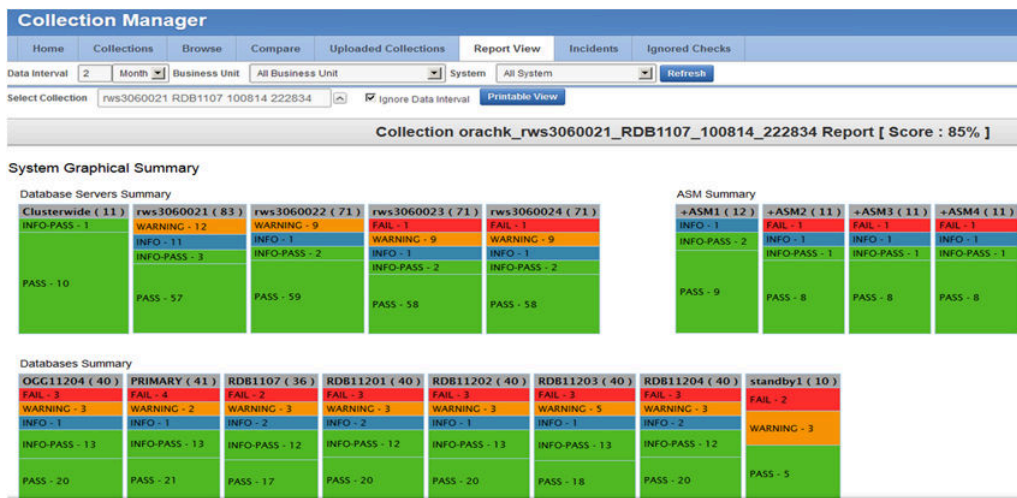 Collection Manager
Home Collections Browse Compare Uploaded Collections Report View Incidents Ignored Checks
Data Interval 2 Month Business Unit All Business Unit System All System Refresh
Select Collection rws3060021 RDB1107 100814 222834 Ignore Data Interval Printable View
Collection orachk_rws3060021_RDB1107_100814_222834 Report [ Score : 85% ]
System Graphical Summary
Database Servers Summary
Clusterwide ( 11 ) rws3060021 ( 83 ) rws3060022 ( 71 ) rws3060023 ( 71 ) rws3060024 ( 71 )
INFO-PASS - 1 WARNING - 12 WARNING - 9 FAIL - 1 FAIL - 1
INFO - 11 INFO - 1 WARNING - 9 WARNING - 9
INFO-PASS - 3 INFO-PASS - 2 INFO - 1 INFO - 1
INFO-PASS - 2 INFO-PASS - 2
PASS - 10 PASS - 57 PASS - 59 PASS - 58 PASS - 58
ASM Summary
+ASM1 ( 12 ) +ASM2 ( 11 ) +ASM3 ( 11 ) +ASM4 ( 11 )
INFO - 1 FAIL - 1 FAIL - 1 FAIL - 1
INFO-PASS - 2 INFO - 1 INFO - 1 INFO - 1
INFO-PASS - 1 INFO-PASS - 1 INFO-PASS - 1
PASS - 9 PASS - 8 PASS - 8 PASS - 8
Databases Summary
OGG11204 ( 40 ) PRIMARY ( 41 ) RDB1107 ( 36 ) RDB11201 ( 40 ) RDB11202 ( 40 ) RDB11203 ( 40 ) RDB11204 ( 40 ) standby1 ( 10 )
FAIL - 3 FAIL - 4 FAIL - 2 FAIL - 3 FAIL - 3 FAIL - 3 FAIL - 3 FAIL - 2
WARNING - 3 WARNING - 2 WARNING - 3 WARNING - 3 WARNING - 3 WARNING - 5 WARNING - 3 WARNING - 3
INFO - 1 INFO - 1 INFO - 2 INFO - 2 INFO - 1 INFO - 1 INFO - 2
INFO-PASS - 13 INFO-PASS - 13 INFO-PASS - 12 INFO-PASS - 12 INFO-PASS - 13 INFO-PASS - 13 INFO-PASS - 12
PASS - 20 PASS - 21 PASS - 17 PASS - 20 PASS - 20 PASS - 18 PASS - 20 PASS - 5